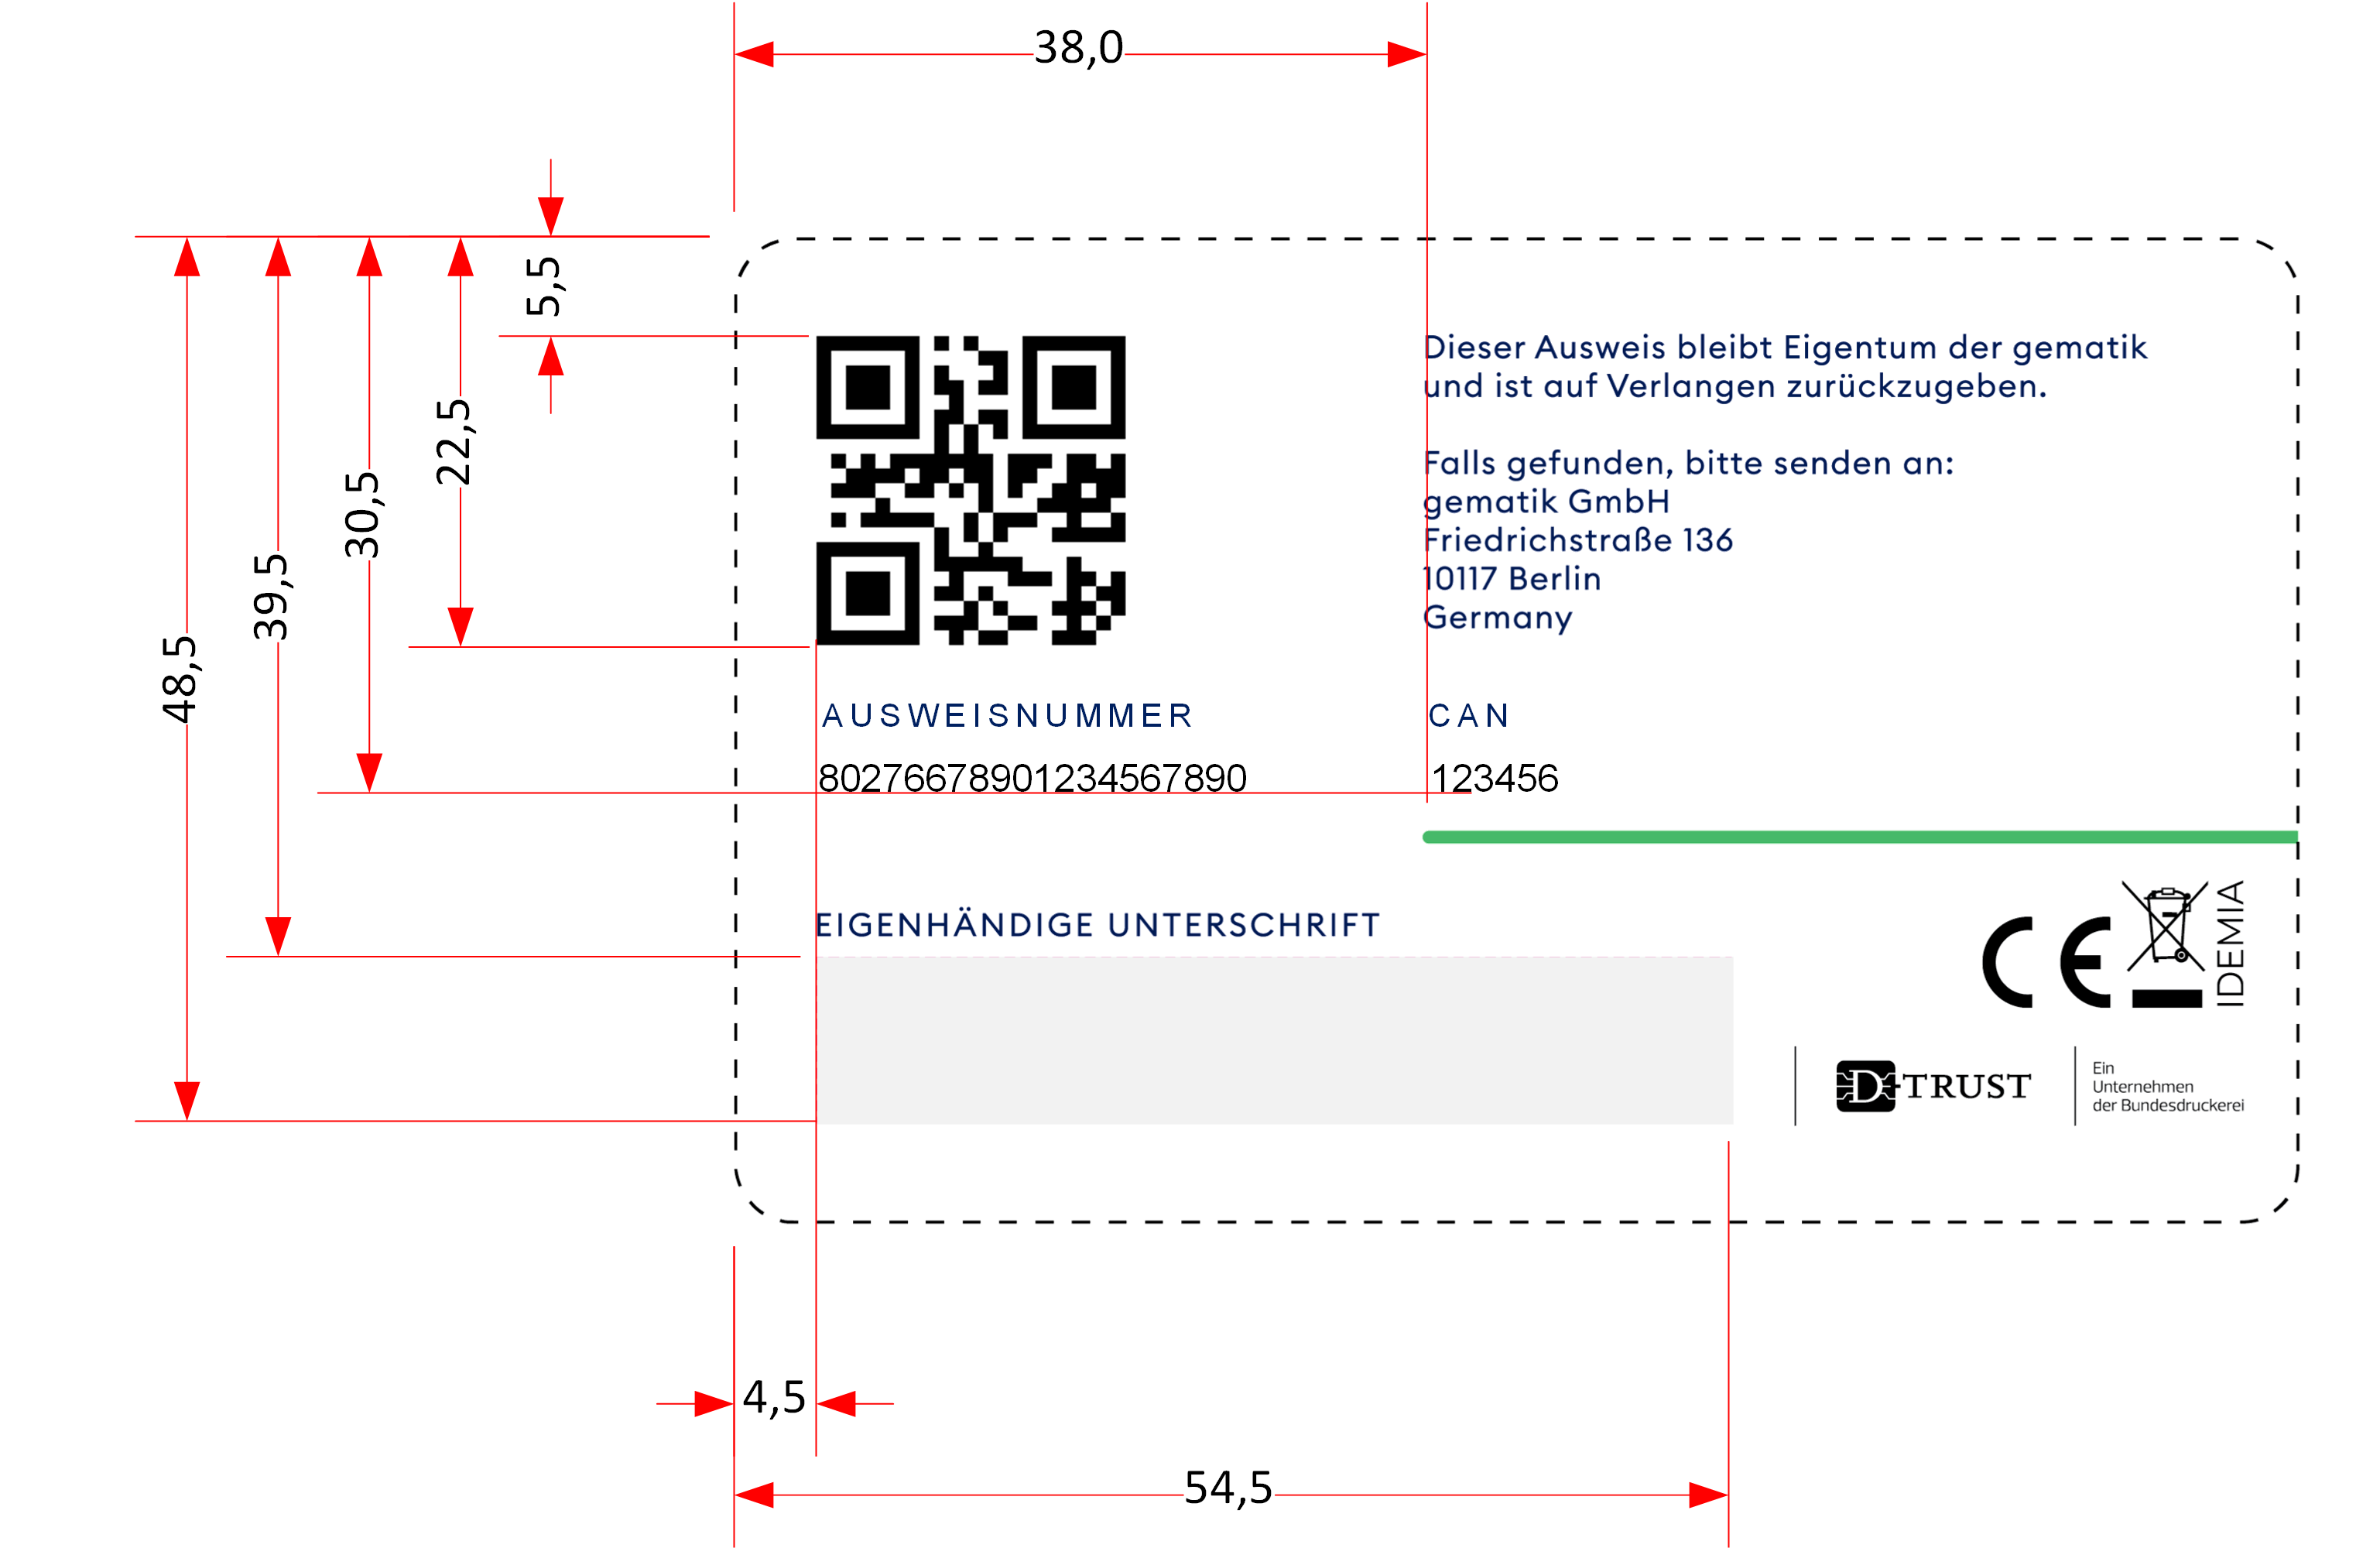 38,0
5,5
22,5
30,5
39,5
48,5
Dieser Ausweis bleibt Eigentum der gematik
und ist auf Verlangen zurückzugeben.
Falls gefunden, bitte senden an:
gematik GmbH
Friedrichstraße 136
10117 Berlin
Germany
AUSWEISNUMMER
CAN
80276678901234567890
123456
EIGENHÄNDIGE UNTERSCHRIFT
CE
IDEMIA
D-TRUST
Ein
Unternehmen
der Bundesdruckerei
4,5
54,5